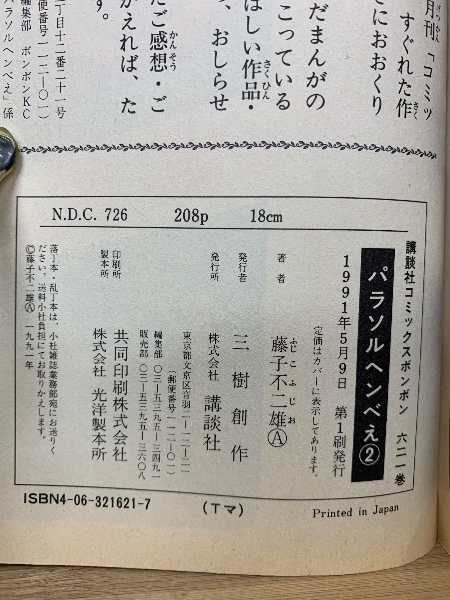 月刊「コミッ
すぐれた作
こにおおくり
だまんがの
こっている
ほしい作品・
、おしらせ
だご感想・ご
かえれば、た
す。
二丁目十二番二十一号
便番号一一二―〇一)
編集部 ボンボンKC
パラソルヘンべえ」係
N.D.C. 726 208p 18cm
講談社コミックスボンボン 六二一巻
パラソルヘンべえ②
1991年5月9日 第1刷発行
定価はカバーに表示してあります。
著者 藤子不二雄Ⓐ
発行者 三樹創作
発行所 株式会社 講談社
東京都文京区音羽二―一二―二一
(郵便番号一一二―〇一)
編集部 〇三―五三九五―三四九一
販売部 〇三―五三九五―三六〇八
印刷所 共同印刷株式会社
製本所 株式会社 光洋製本所
落丁本・乱丁本は、小社雑誌業務部宛にお送りく
ださい。送料小社負担にてお取りかえします。
©藤子不二雄Ⓐ 一九九一年
ISBN4-06-321621-7
(Tマ)
Printed in Japan